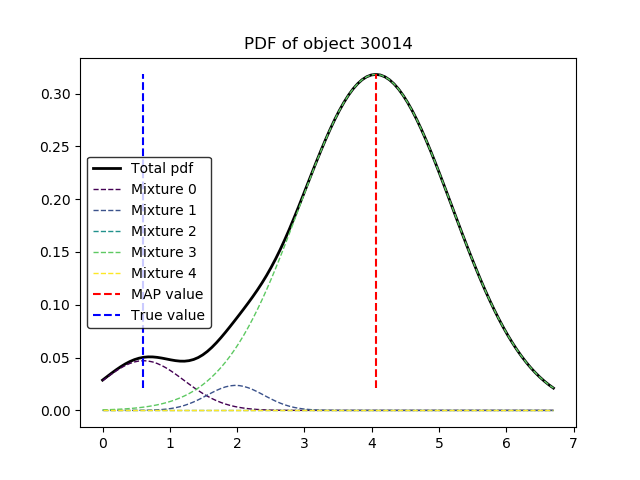 PDF of object 30014
0.30
0.25
0.20
0.15
0.10
0.05
0.00
Total pdf
Mixture 0
Mixture 1
Mixture 2
Mixture 3
Mixture 4
MAP value
True value
0 1 2 3 4 5 6 7